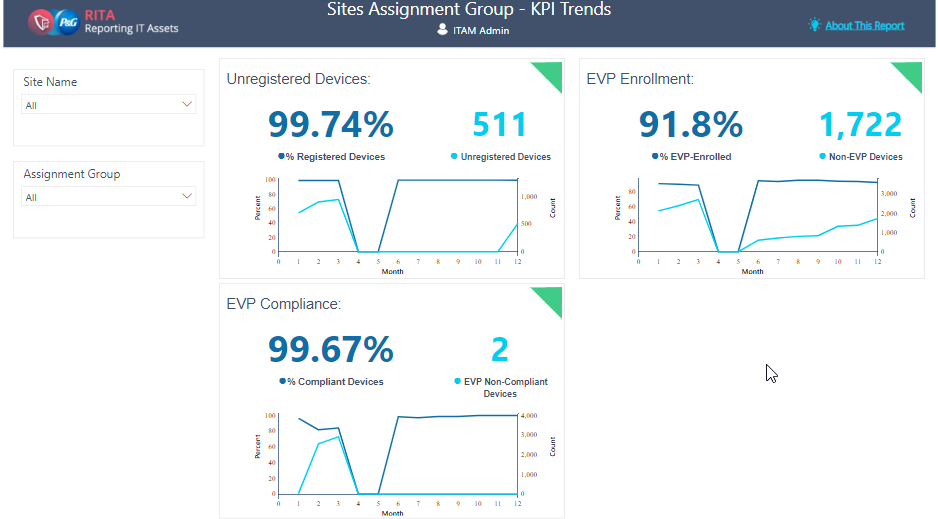 Sites Assignment Group - KPI Trends
RITA
Reporting IT Assets
P&G
ITAM Admin
About This Report
Site Name
All
Assignment Group
All
Unregistered Devices:
99.74%
511
% Registered Devices
Unregistered Devices
100
80
60
40
20
0
Percent
1,000
500
0
Count
0 1 2 3 4 5 6 7 8 9 10 11 12
Month
EVP Enrollment:
91.8%
1,722
% EVP-Enrolled
Non-EVP Devices
80
60
40
20
0
Percent
3,000
2,000
1,000
0
Count
0 1 2 3 4 5 6 7 8 9 10 11 12
Month
EVP Compliance:
99.67%
2
% Compliant Devices
EVP Non-Compliant
Devices
100
80
60
40
20
0
Percent
4,000
3,000
2,000
1,000
0
Count
0 1 2 3 4 5 6 7 8 9 10 11 12
Month